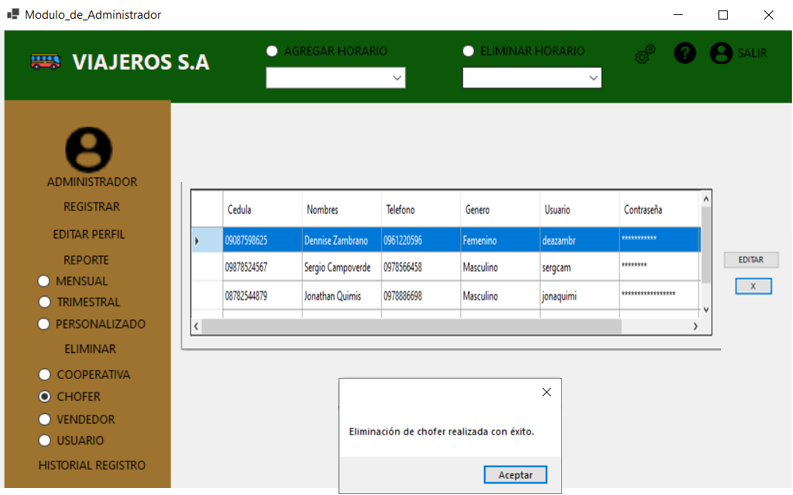 Modulo_de_Administrador
VIAJEROS S.A
AGREGAR HORARIO
ELIMINAR HORARIO
?
SALIR
ADMINISTRADOR
REGISTRAR
EDITAR PERFIL
REPORTE
MENSUAL
TRIMESTRAL
PERSONALIZADO
ELIMINAR
COOPERATIVA
CHOFER
VENDEDOR
USUARIO
HISTORIAL REGISTRO
Cedula Nombres Telefono Genero Usuario Contraseña
09087598625 Dennise Zambrano 0961220596 Femenino deazambr ***********
09878524567 Sergio Campoverde 0978566458 Masculino sergcam ********
08782544879 Jonathan Quimis 0978886698 Masculino jonaquimi *****************
EDITAR
X
Eliminación de chofer realizada con éxito.
Aceptar